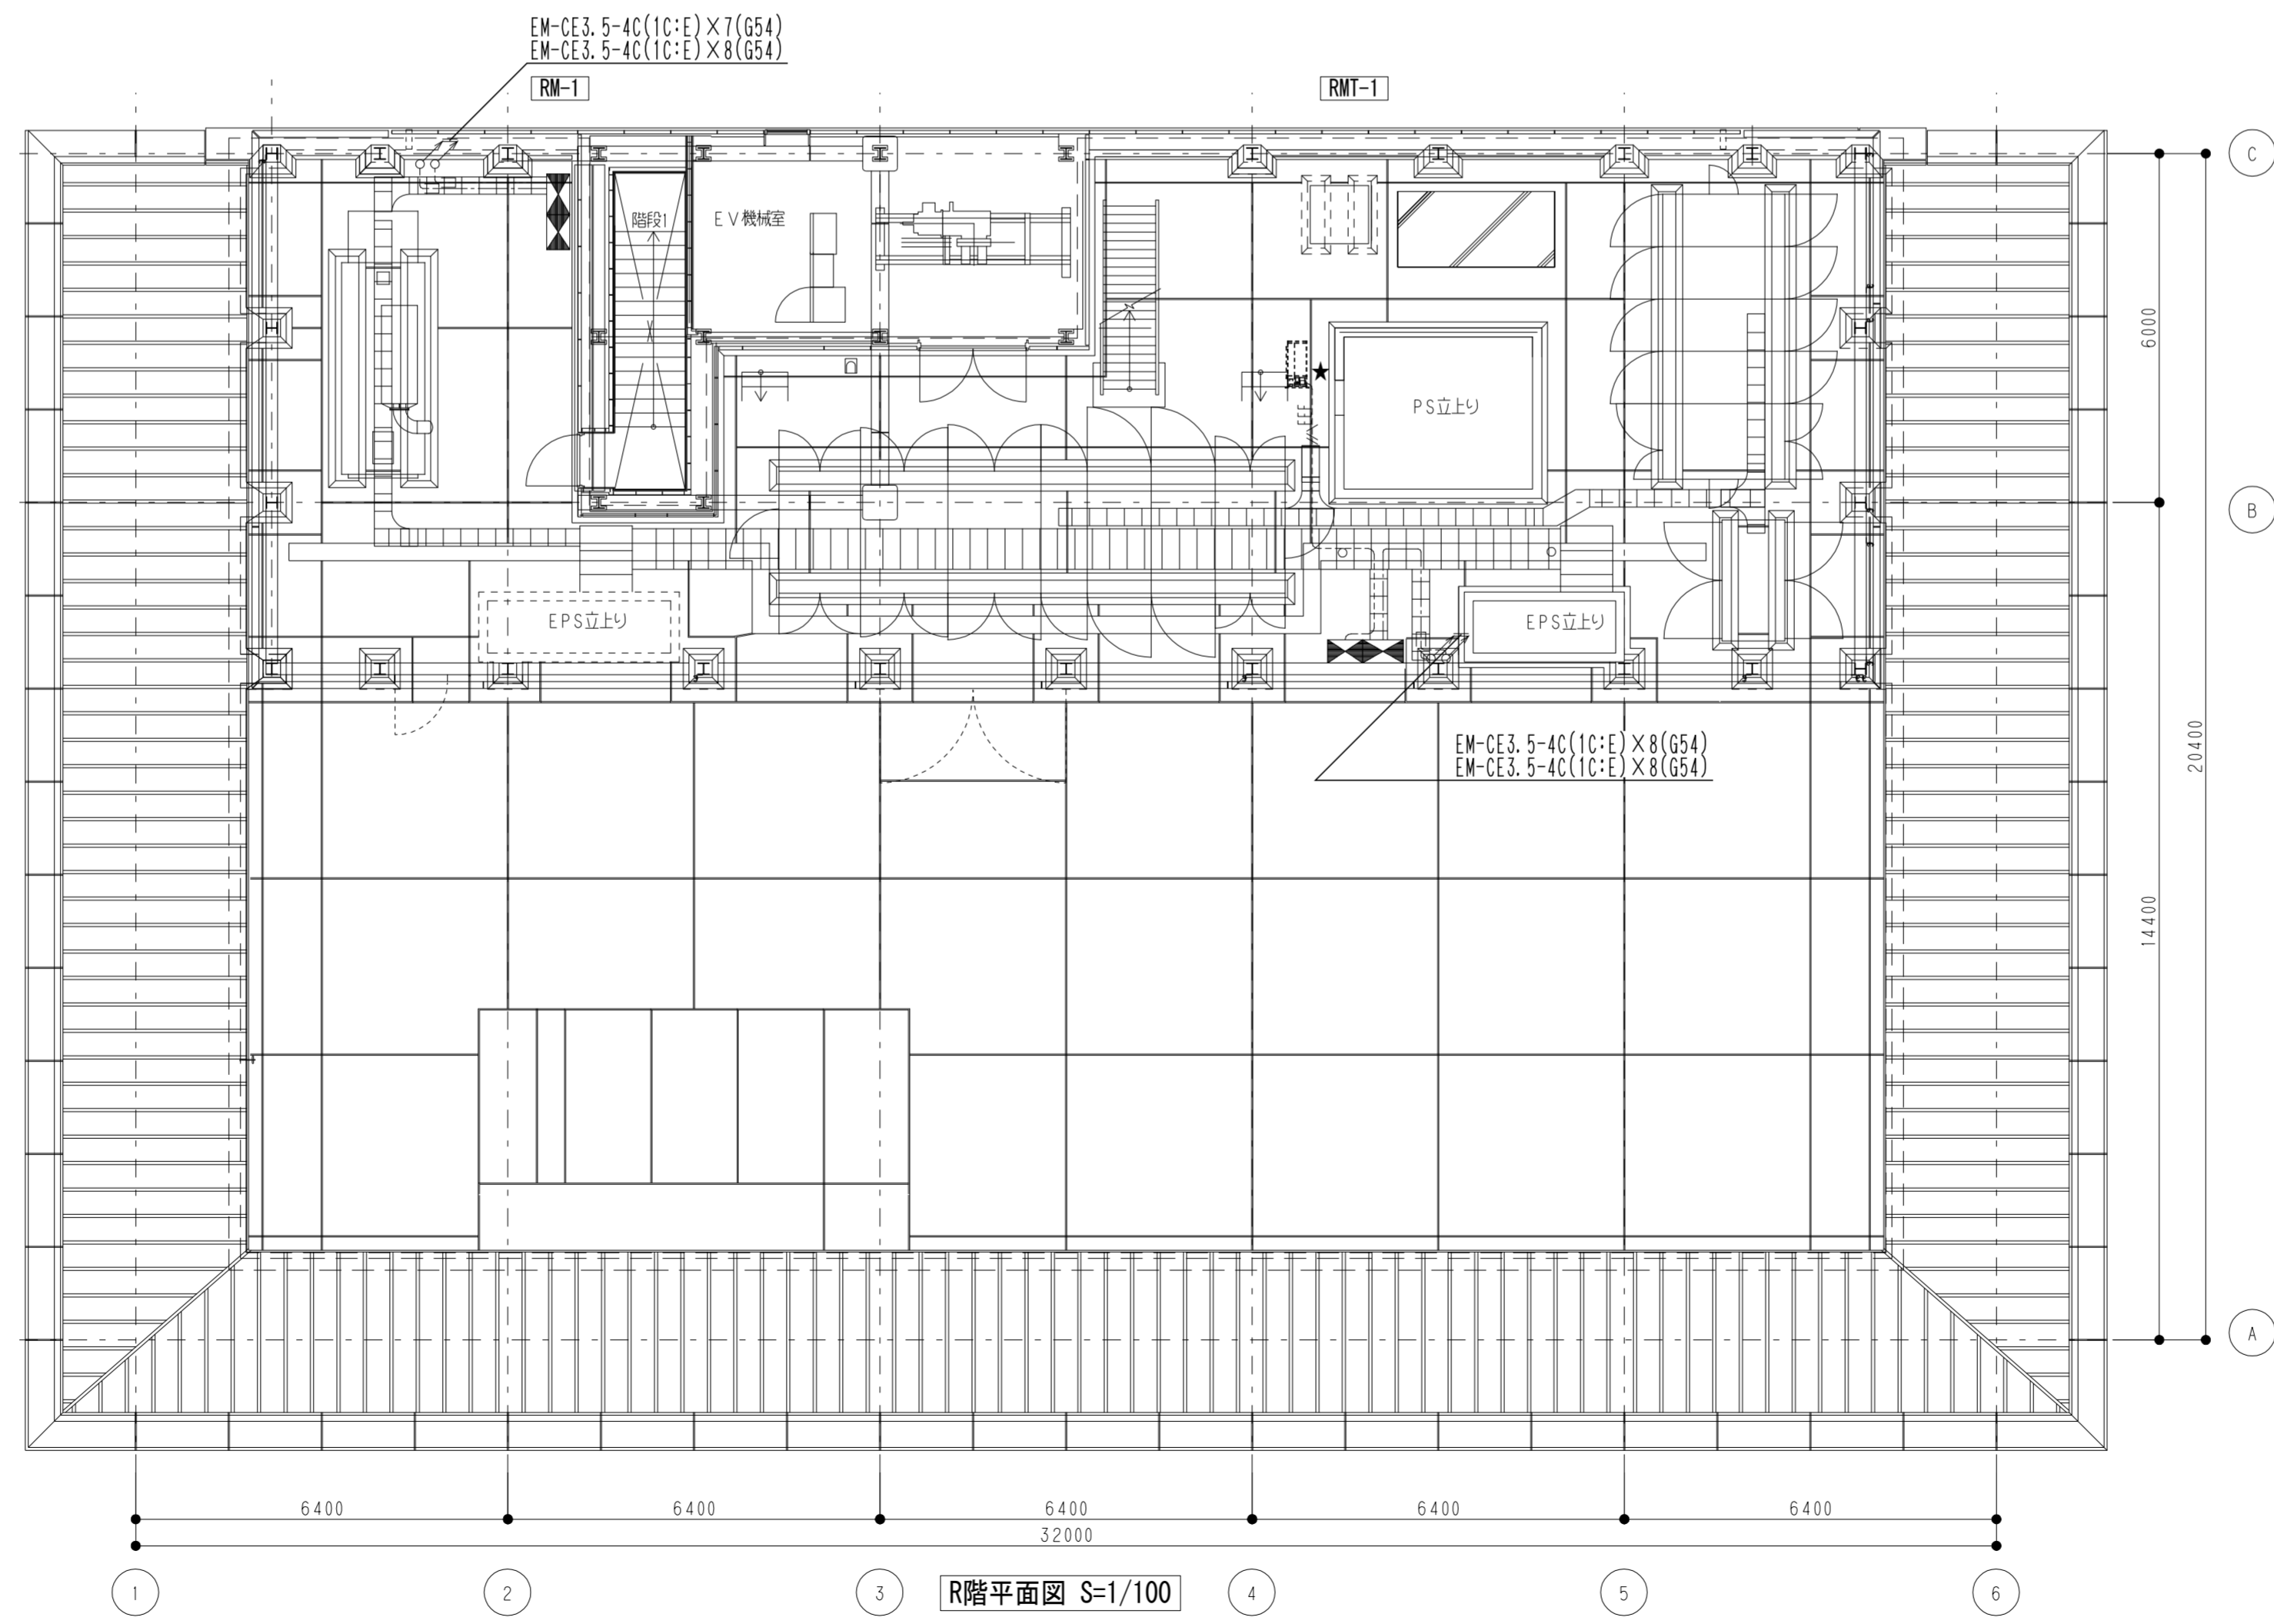 EM-CE3.5-4C(1C:E)×7(G54)
EM-CE3.5-4C(1C:E)×8(G54)
RM-1
RMT-1
C
階段1
EV機械室
6000
PS立上り
EEE
B
EPS立上り
EPS立上り
EM-CE3.5-4C(1C:E)×8(G54)
EM-CE3.5-4C(1C:E)×8(G54)
20400
14400
A
6400
6400
6400
6400
6400
32000
1
2
3
R階平面図 S=1/100
4
5
6